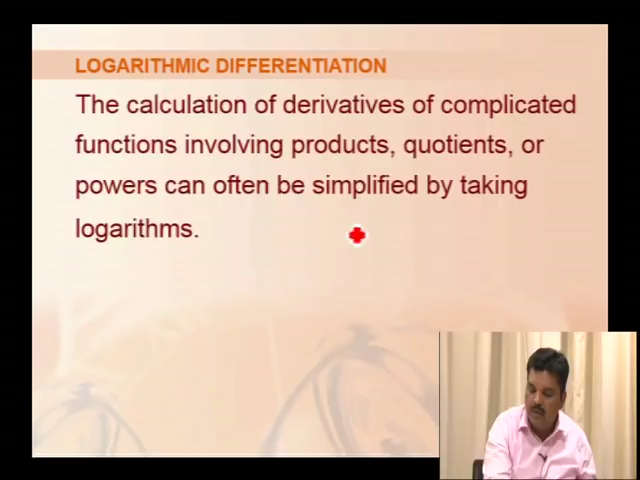 LOGARITHMIC DIFFERENTIATION
The calculation of derivatives of complicated
functions involving products, quotients, or
powers can often be simplified by taking
logarithms.